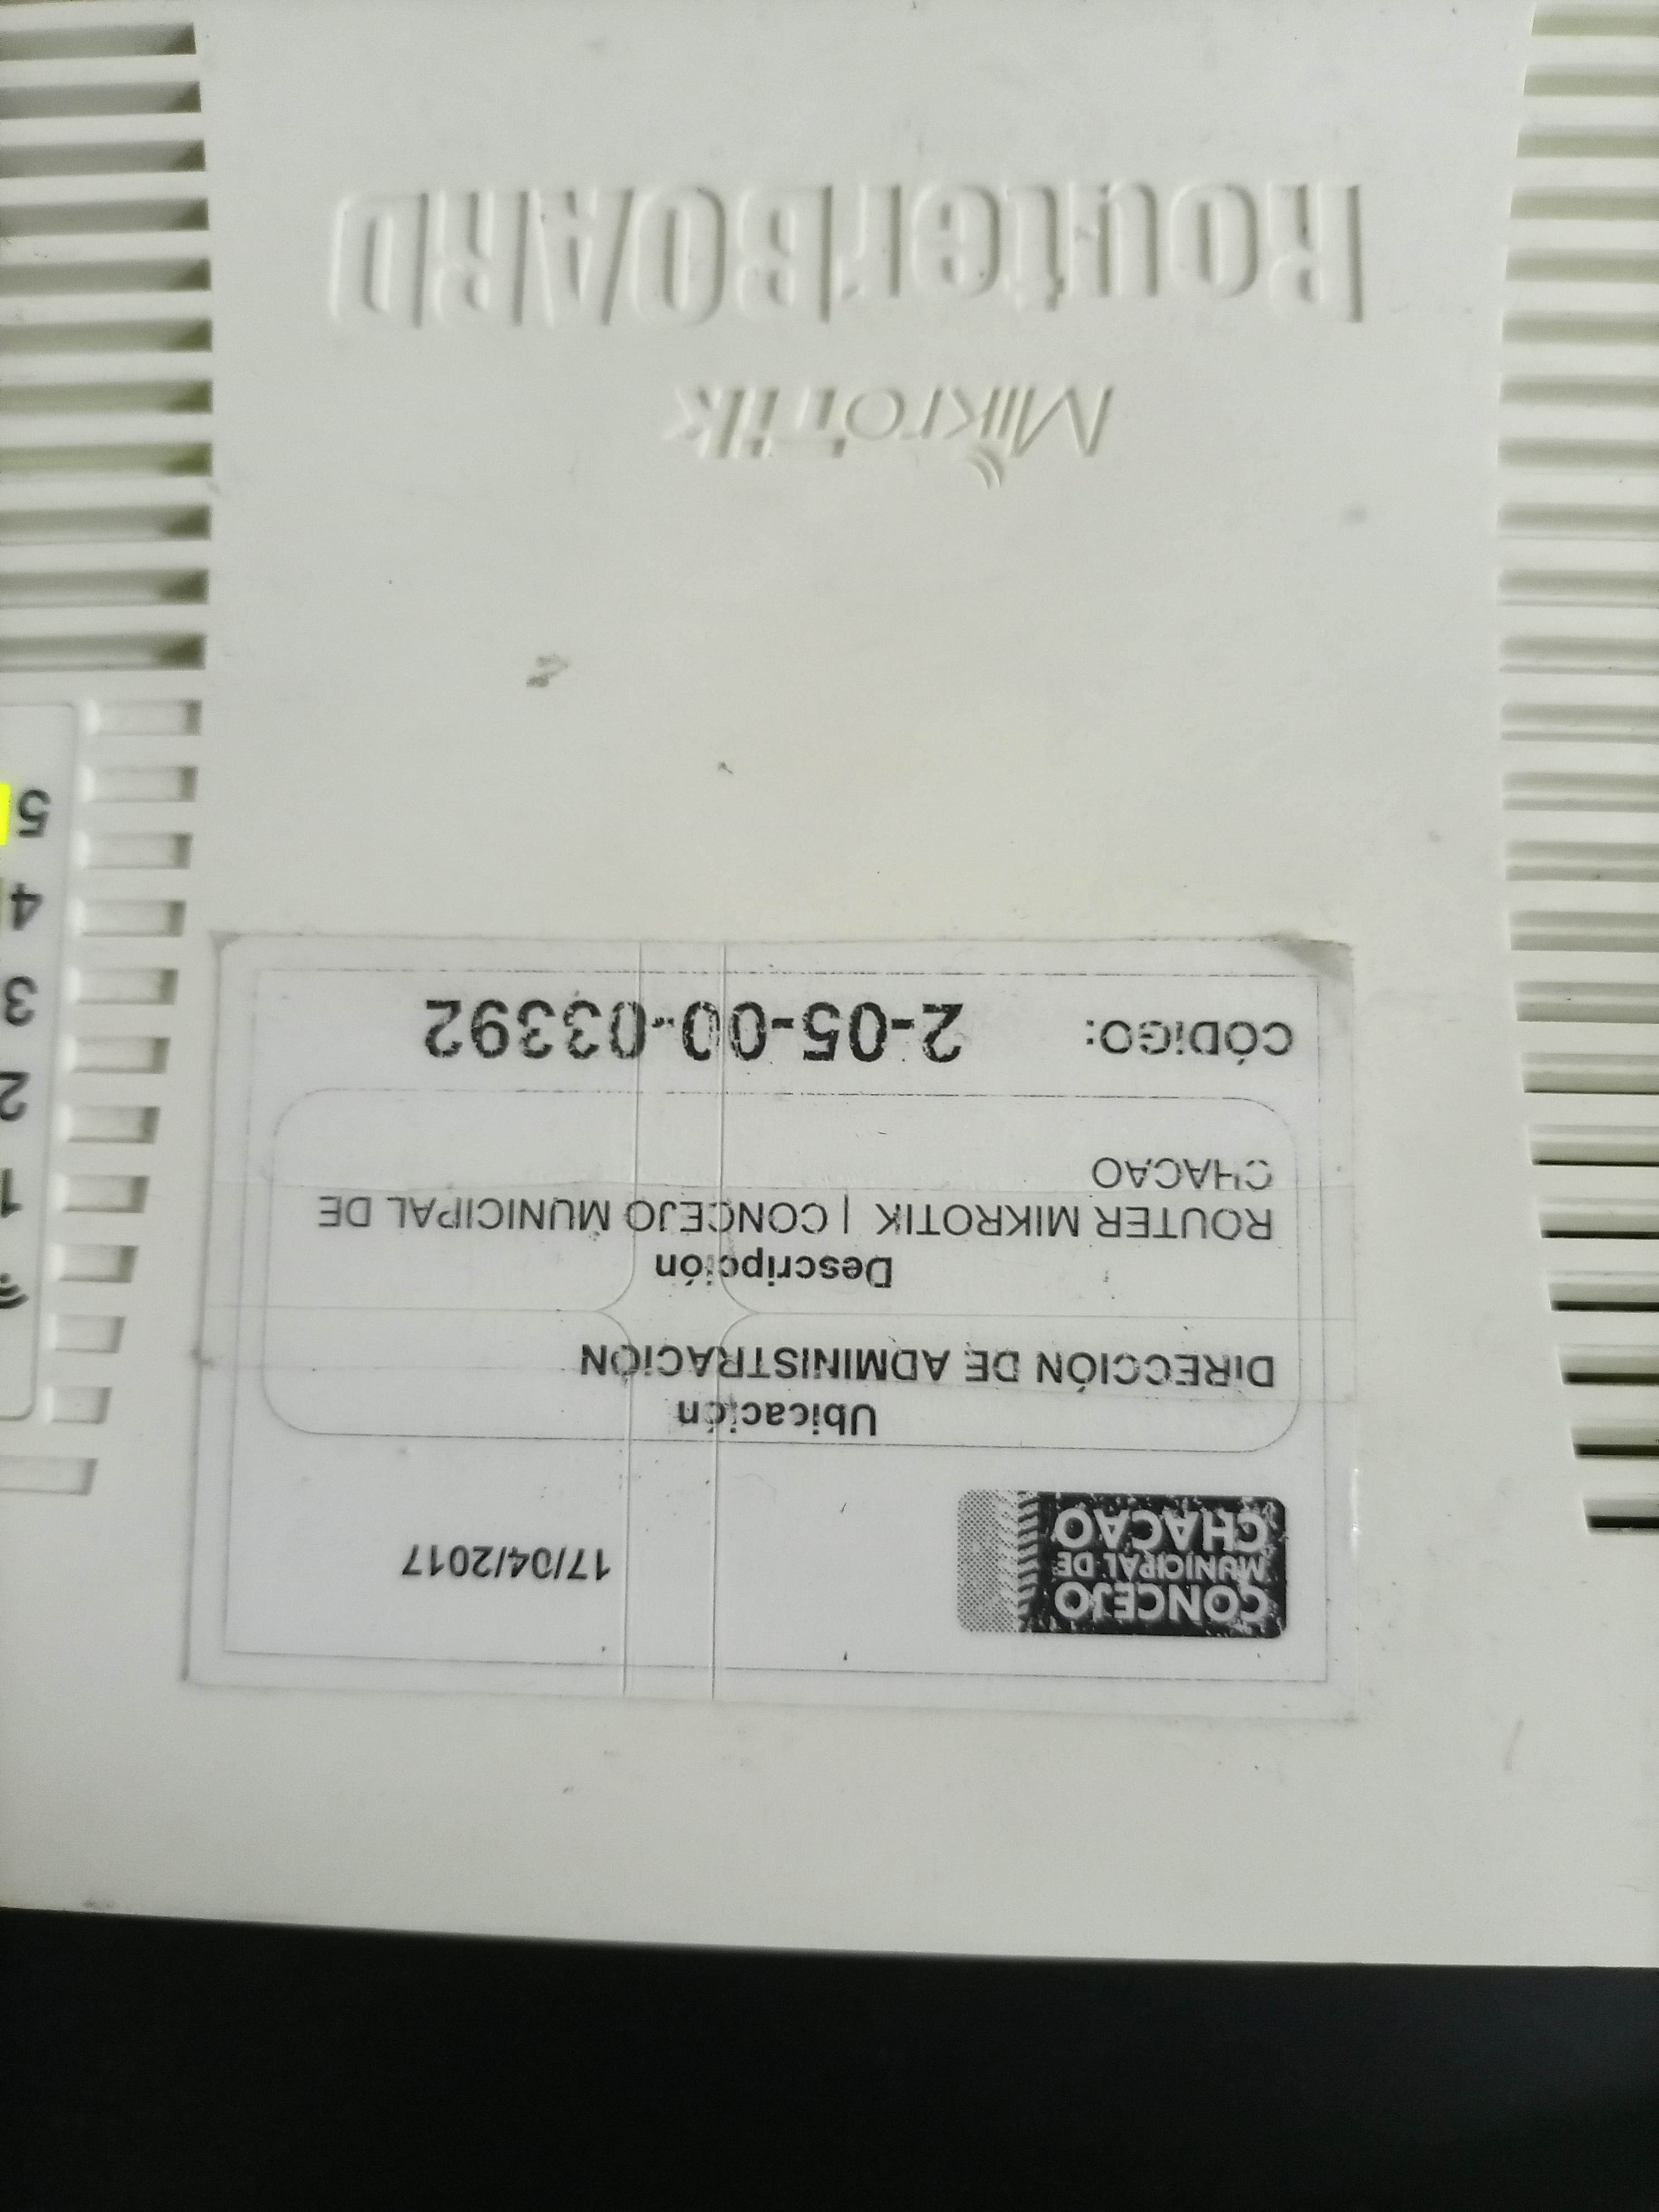 CONCEJO
MUNICIPAL DE
CHACAO
17/04/2017
Ubicación
DIRECCIÓN DE ADMINISTRACIÓN
Descripción
ROUTER MIKROTIK | CONCEJO MUNICIPAL DE
CHACAO
CÓDIGO: 2-05-00-03392
1
2
3
4
5
MikroTik
RouterBOARD